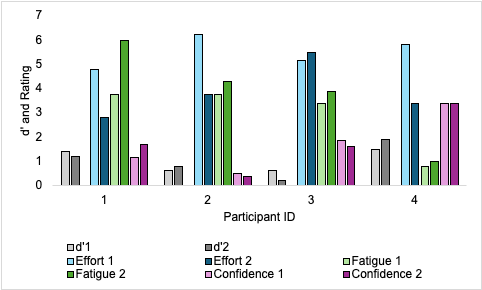 7
6
5
4
3
2
1
0
d' and Rating
1 2 3 4
Participant ID
d'1 d'2
Effort 1 Effort 2 Fatigue 1
Fatigue 2 Confidence 1 Confidence 2